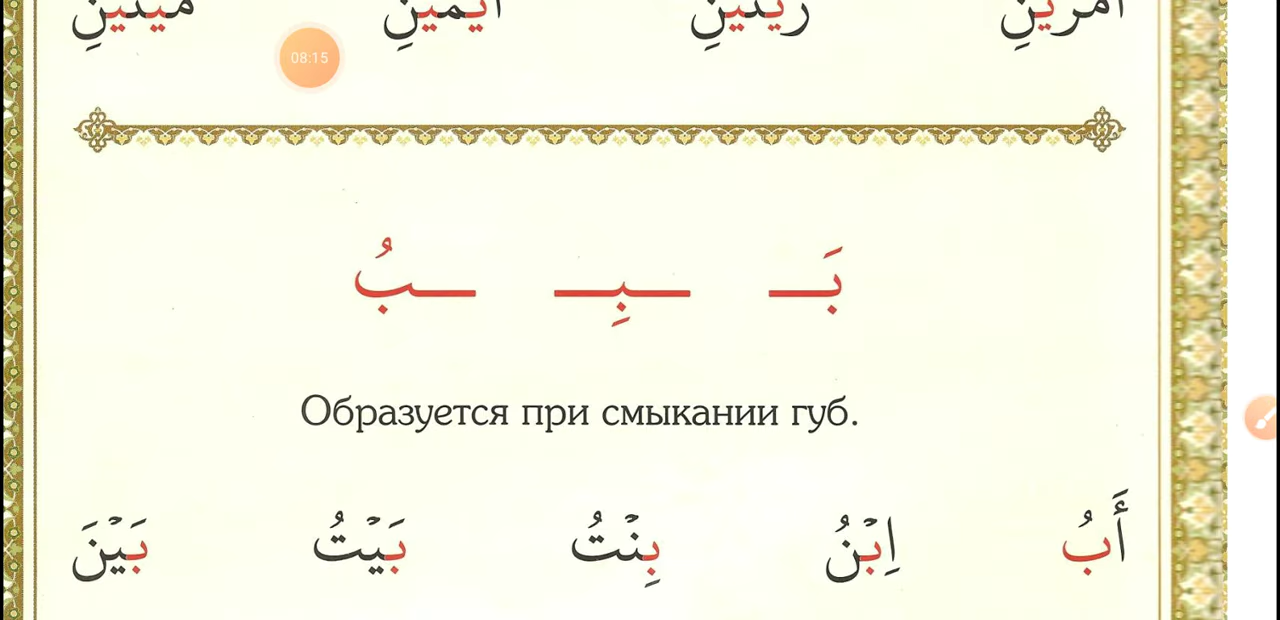 08:15
بَـ ـبِـ ـبُ
Образуется при смыкании губ.
أَبُ اِبْنُ بِنْتُ بَيْتُ بَيْنَ